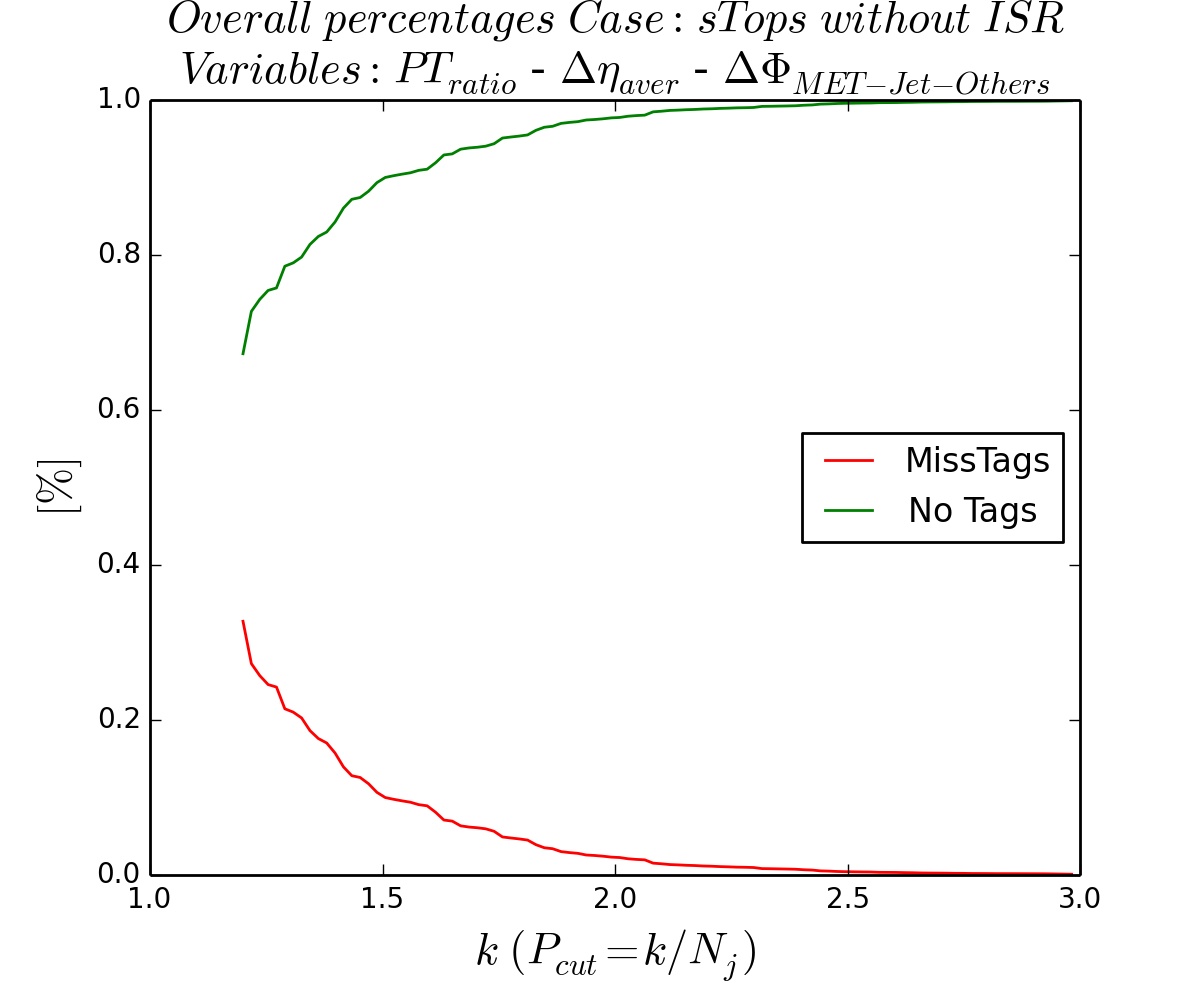 Overall percentages Case: sTops without ISR
Variables: PT_ratio - Δη_aver - ΔΦ_MET−Jet−Others
1.0
0.8
0.6
[%]
MissTags
No Tags
0.4
0.2
0.0
1.0 1.5 2.0 2.5 3.0
k (P_cut=k/N_j)